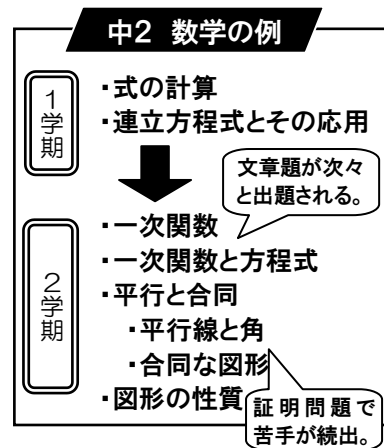 中2 数学の例
1学期
・式の計算
・連立方程式とその応用
文章題が次々
と出題される。
2学期
・一次関数
・一次関数と方程式
・平行と合同
・平行線と角
・合同な図形
・図形の性質
証明問題で
苦手が続出。